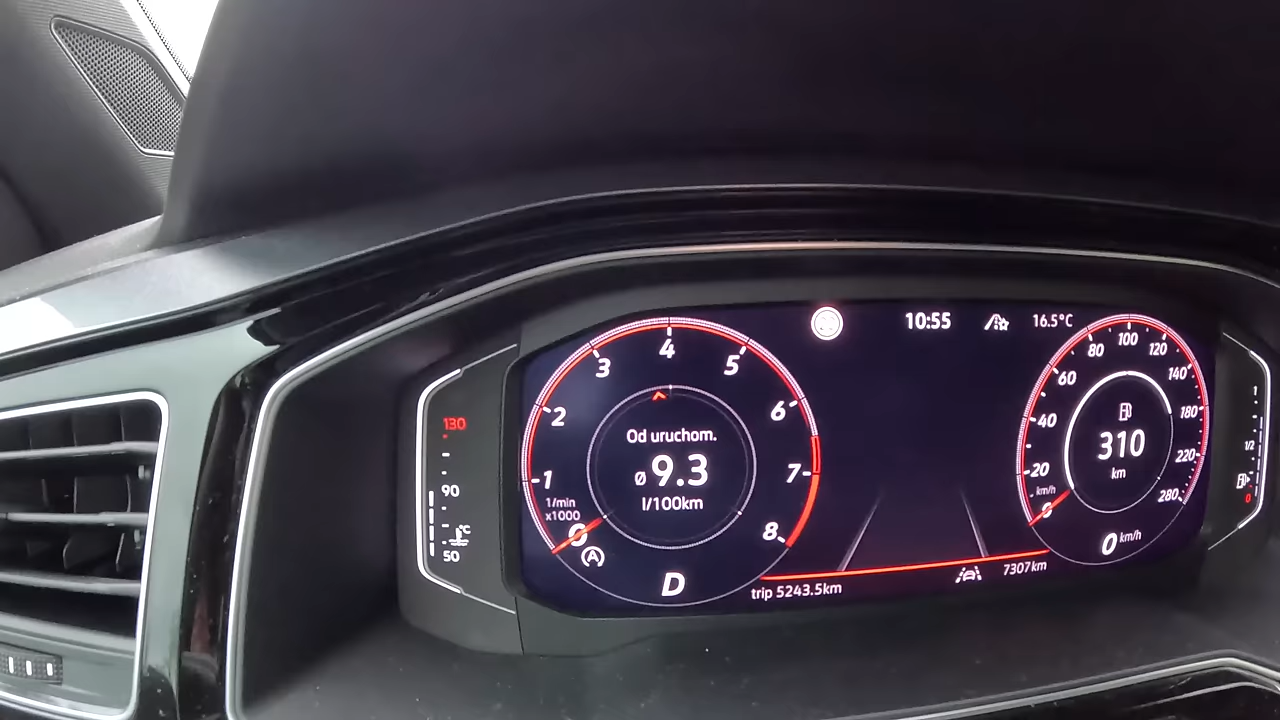 10:55
16.5°C
130
90
°C
50
1
2
3
4
5
6
7
8
0
1/min
x1000
Od uruchom.
ø 9.3
l/100km
A
D
trip 5243.5km
7307km
0
20
40
60
80
100
120
140
180
220
280
km/h
310
km
0 km/h
1
1/2
0